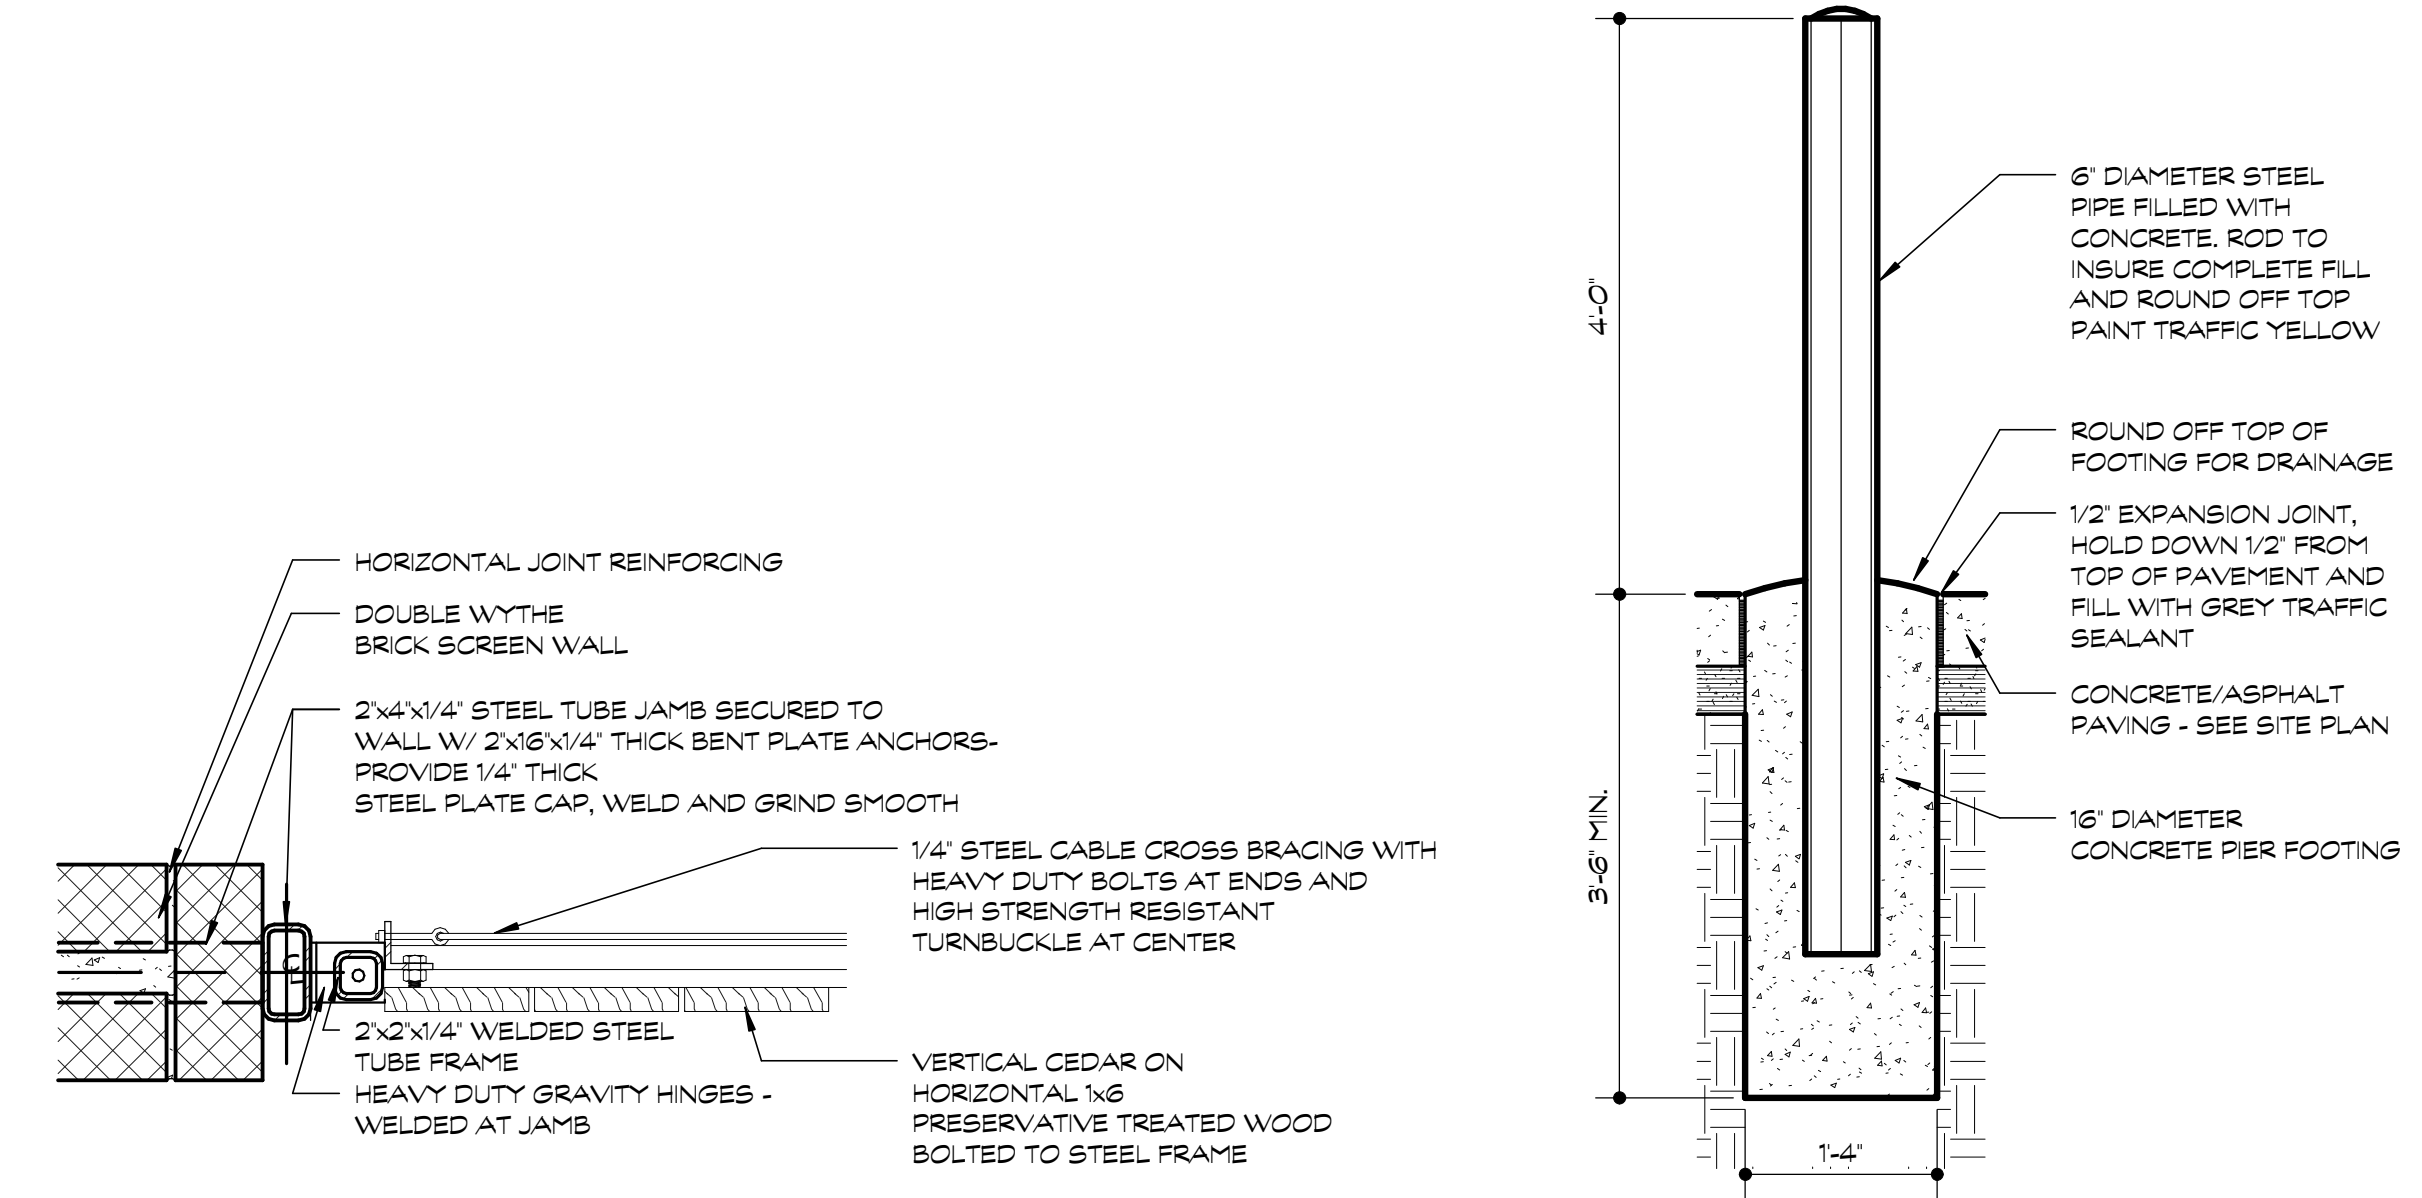 HORIZONTAL JOINT REINFORCING
DOUBLE WYTHE
BRICK SCREEN WALL
2"x4"x1/4" STEEL TUBE JAMB SECURED TO
WALL W/ 2"x16"x1/4" THICK BENT PLATE ANCHORS-
PROVIDE 1/4" THICK
STEEL PLATE CAP, WELD AND GRIND SMOOTH
1/4" STEEL CABLE CROSS BRACING WITH
HEAVY DUTY BOLTS AT ENDS AND
HIGH STRENGTH RESISTANT
TURNBUCKLE AT CENTER
2"x2"x1/4" WELDED STEEL
TUBE FRAME
HEAVY DUTY GRAVITY HINGES -
WELDED AT JAMB
VERTICAL CEDAR ON
HORIZONTAL 1x6
PRESERVATIVE TREATED WOOD
BOLTED TO STEEL FRAME
4'-0"
3'-6" MIN.
1'-4"
6" DIAMETER STEEL
PIPE FILLED WITH
CONCRETE. ROD TO
INSURE COMPLETE FILL
AND ROUND OFF TOP
PAINT TRAFFIC YELLOW
ROUND OFF TOP OF
FOOTING FOR DRAINAGE
1/2" EXPANSION JOINT,
HOLD DOWN 1/2" FROM
TOP OF PAVEMENT AND
FILL WITH GREY TRAFFIC
SEALANT
CONCRETE/ASPHALT
PAVING - SEE SITE PLAN
16" DIAMETER
CONCRETE PIER FOOTING